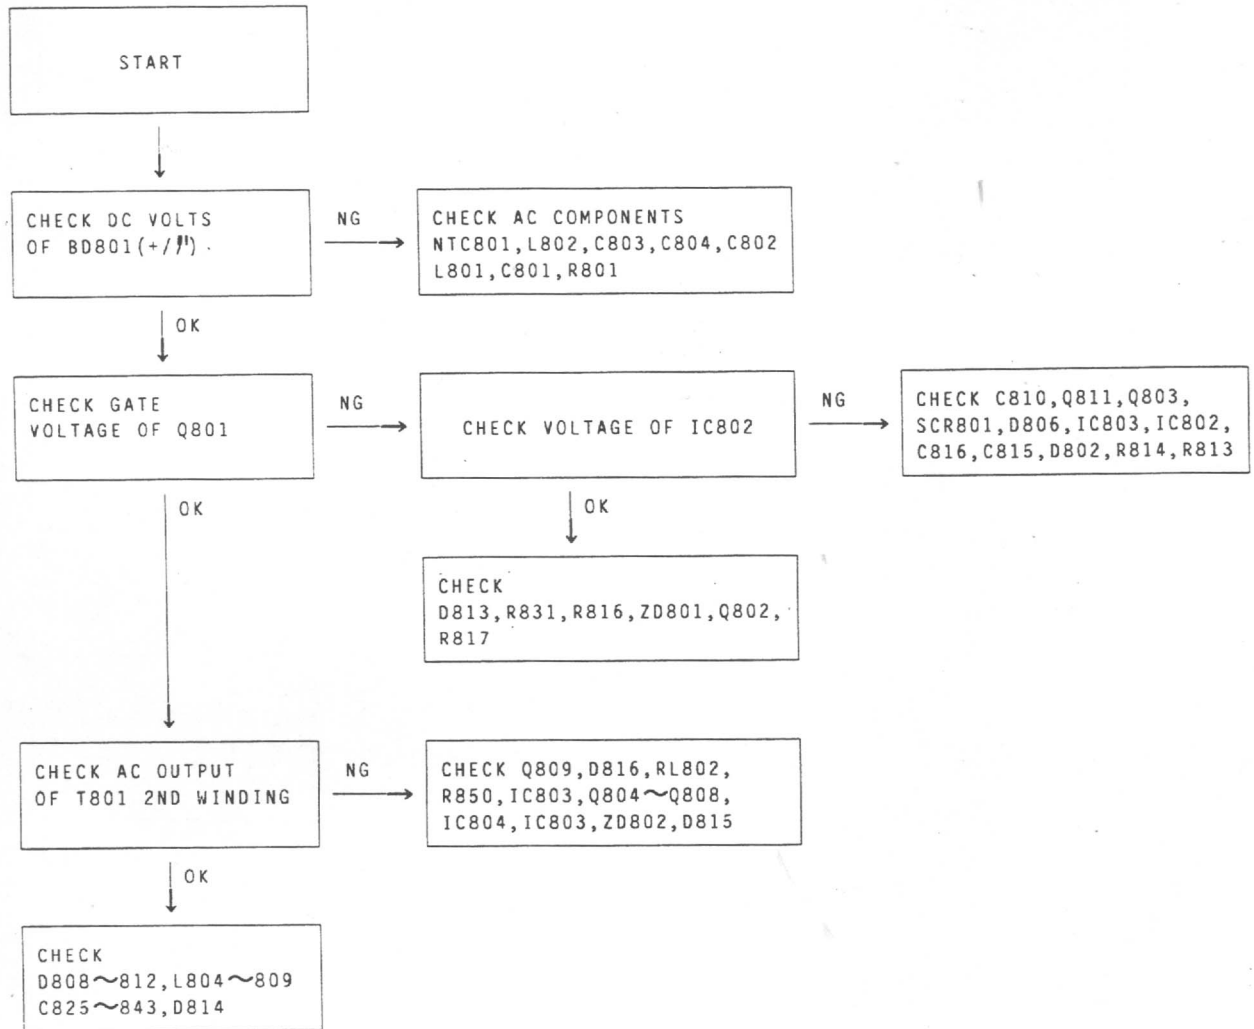 START
CHECK DC VOLTS
OF BD801(+/
NG
CHECK AC COMPONENTS
NTC801,L802,C803,C804,C802
L801,C801,R801
OK
CHECK GATE
VOLTAGE OF Q801
NG
CHECK VOLTAGE OF IC802
NG
CHECK C810,Q811,Q803,
SCR801,D806,IC803,IC802,
C816,C815,D802,R814,R813
OK
OK
CHECK
D813,R831,R816,ZD801,Q802,
R817
CHECK AC OUTPUT
OF T801 2ND WINDING
NG
CHECK Q809,D816,RL802,
R850,IC803,Q804~Q808,
IC804,IC803,ZD802,D815
OK
CHECK
D808~812,L804~809
C825~843,D814